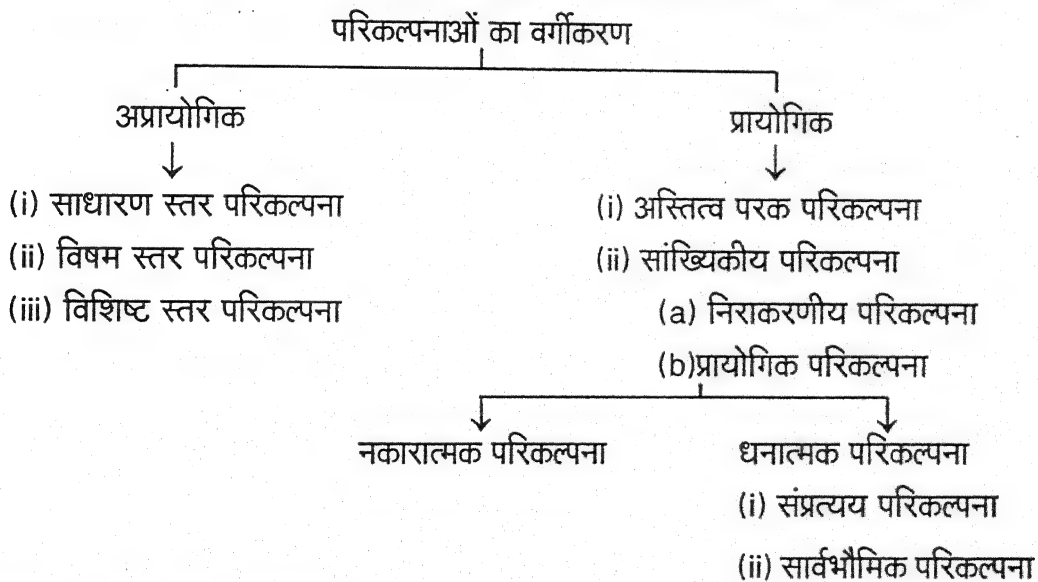 परिकल्पनाओं का वर्गीकरण
अप्रायोगिक
(i) साधारण स्तर परिकल्पना
(ii) विषम स्तर परिकल्पना
(iii) विशिष्ट स्तर परिकल्पना
प्रायोगिक
(i) अस्तित्व परक परिकल्पना
(ii) सांख्यिकीय परिकल्पना
(a) निराकरणीय परिकल्पना
(b)प्रायोगिक परिकल्पना
नकारात्मक परिकल्पना
धनात्मक परिकल्पना
(i) संप्रत्यय परिकल्पना
(ii) सार्वभौमिक परिकल्पना